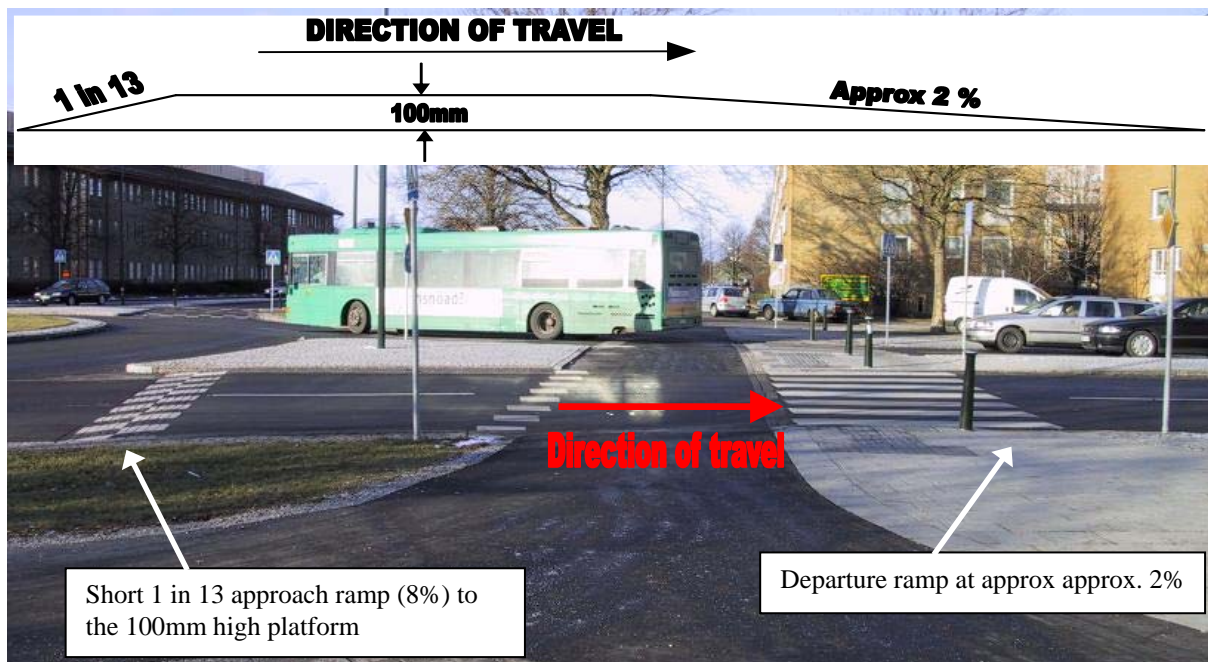 DIRECTION OF TRAVEL
1 in 13
Approx 2 %
100mm
Direction of travel
Short 1 in 13 approach ramp (8%) to
the 100mm high platform
Departure ramp at approx approx. 2%